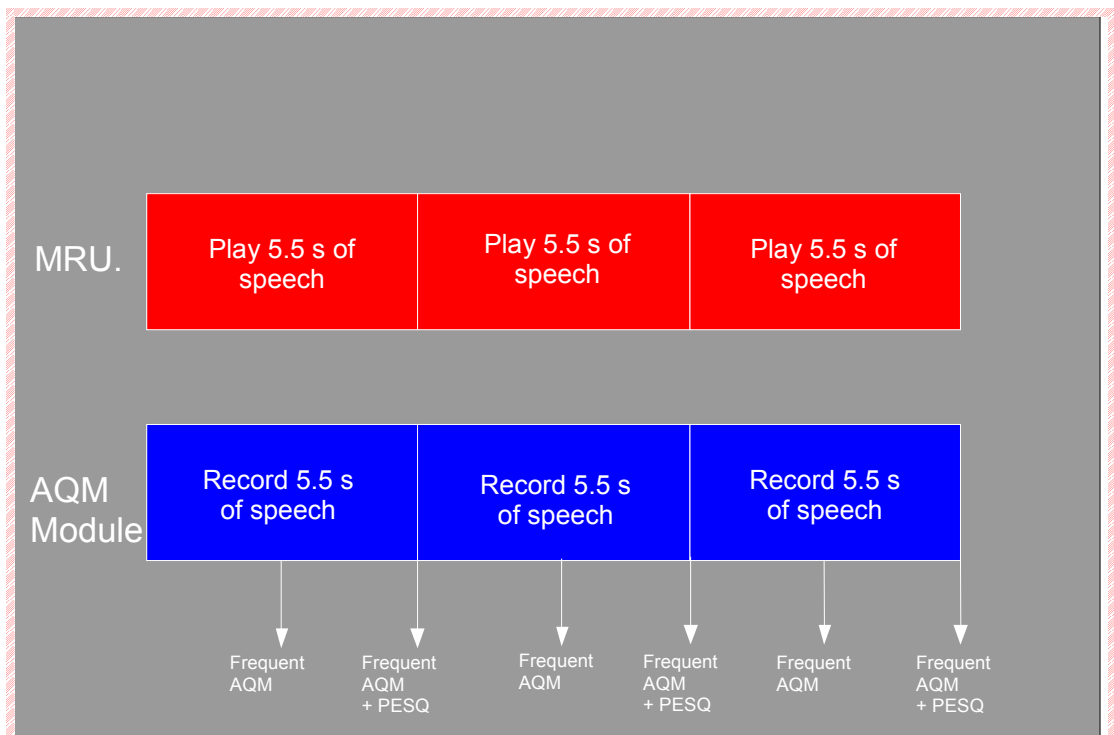 MRU.
Play 5.5 s of
speech
Play 5.5 s of
speech
Play 5.5 s of
speech
AQM
Module
Record 5.5 s
of speech
Record 5.5 s
of speech
Record 5.5 s
of speech
Frequent
AQM
Frequent
AQM
+ PESQ
Frequent
AQM
Frequent
AQM
+ PESQ
Frequent
AQM
Frequent
AQM
+ PESQ